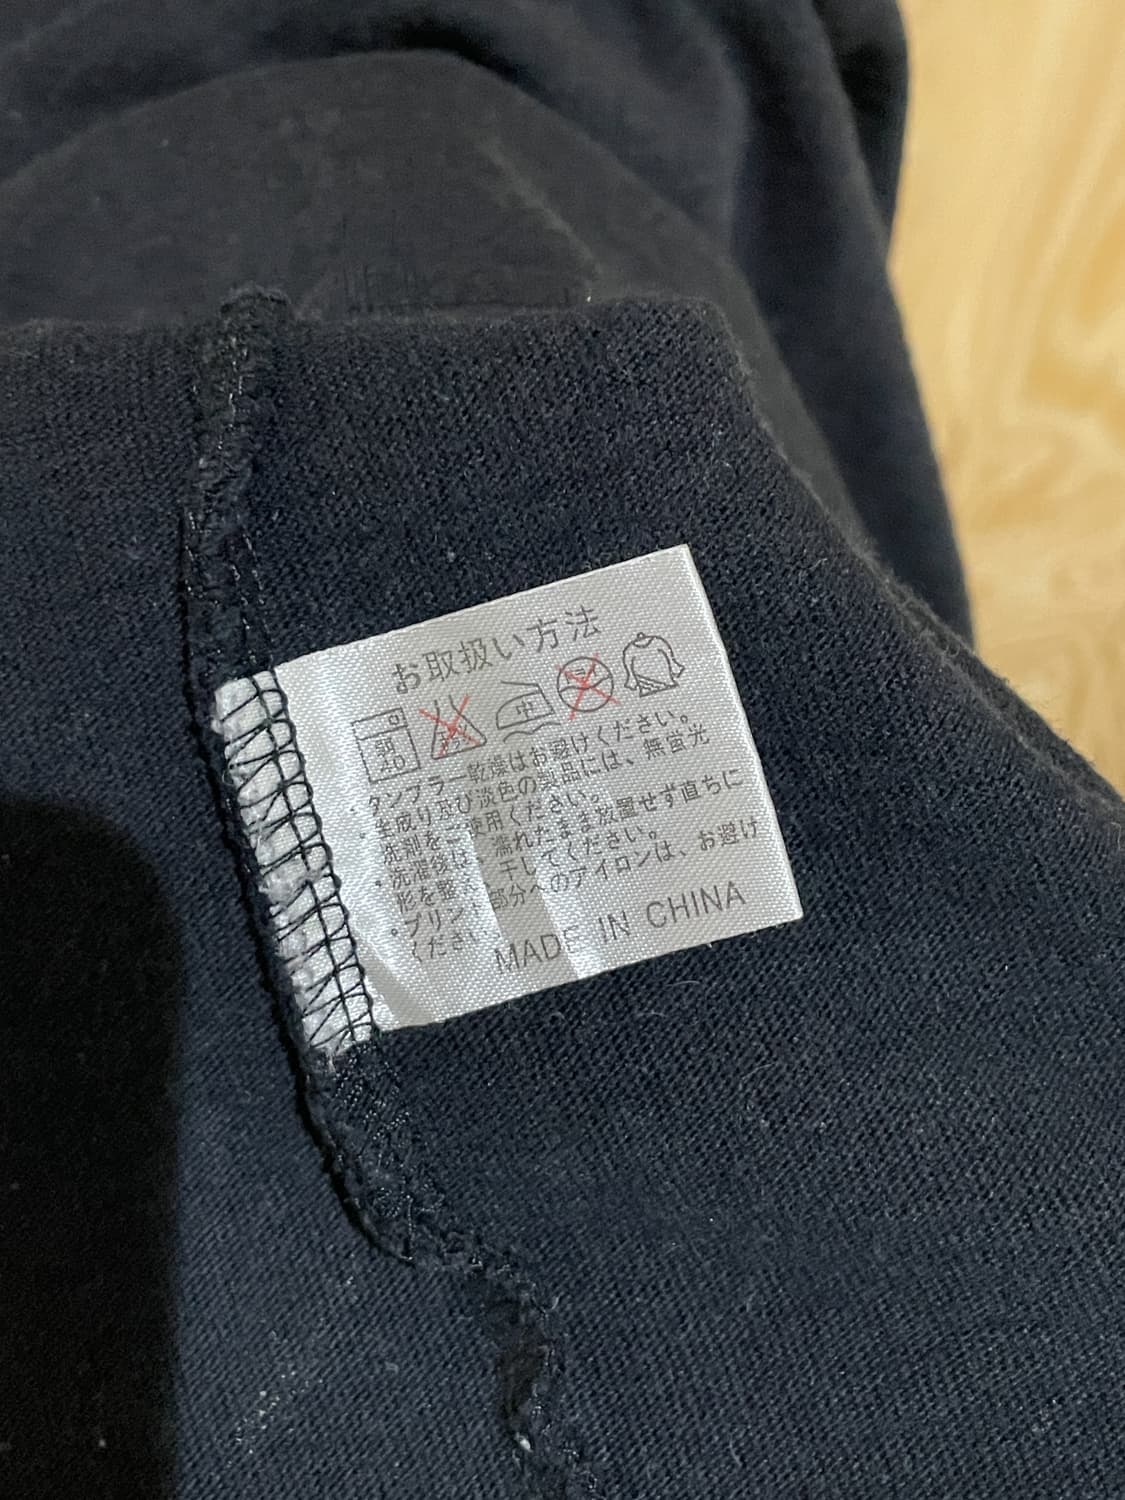 お取扱い方法
弱
40
中
・タンブラー乾燥はお避けください。
・生成り及び淡色の製品には、無蛍光
洗剤をご使用ください。
・洗濯後は、濡れたまま放置せず直ちに
形を整え、干してください。
・プリント部分へのアイロンは、お避け
ください
MADE IN CHINA